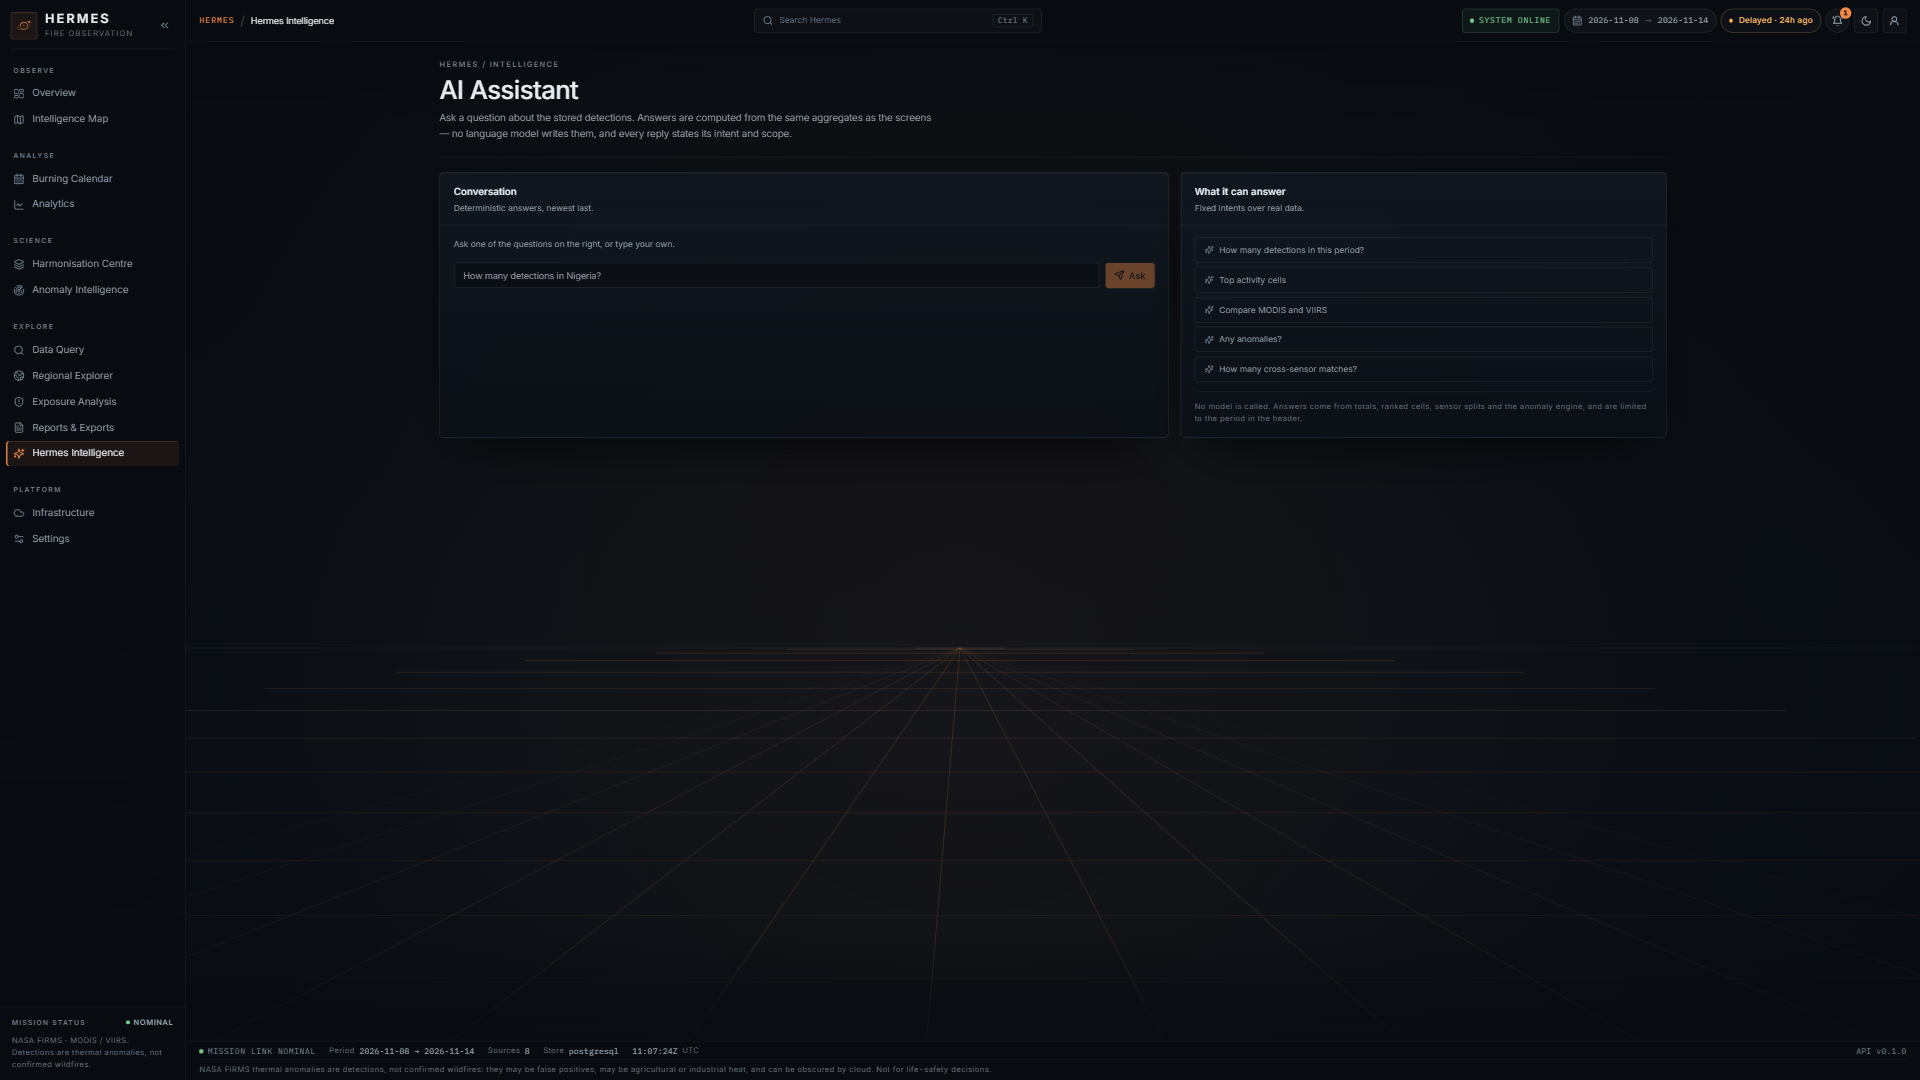 HERMES
FIRE OBSERVATION
OBSERVE
Overview
Intelligence Map
ANALYSE
Burning Calendar
Analytics
SCIENCE
Harmonisation Centre
Anomaly Intelligence
EXPLORE
Data Query
Regional Explorer
Exposure Analysis
Reports & Exports
Hermes Intelligence
PLATFORM
Infrastructure
Settings
MISSION STATUS
NOMINAL
NASA FIRMS · MODIS / VIIRS.
Detections are thermal anomalies, not
confirmed wildfires.
HERMES / Hermes Intelligence
Search Hermes
Ctrl K
SYSTEM ONLINE
2026-11-08 → 2026-11-14
Delayed · 24h ago
1
HERMES / INTELLIGENCE
AI Assistant
Ask a question about the stored detections. Answers are computed from the same aggregates as the screens
— no language model writes them, and every reply states its intent and scope.
Conversation
Deterministic answers, newest last.
Ask one of the questions on the right, or type your own.
How many detections in Nigeria?
Ask
What it can answer
Fixed intents over real data.
How many detections in this period?
Top activity cells
Compare MODIS and VIIRS
Any anomalies?
How many cross-sensor matches?
No model is called. Answers come from totals, ranked cells, sensor splits and the anomaly engine, and are limited
to the period in the header.
MISSION LINK NOMINAL
Period 2026-11-08 → 2026-11-14
Sources 8
Store postgresql
11:07:24Z UTC
API v0.1.0
NASA FIRMS thermal anomalies are detections, not confirmed wildfires: they may be false positives, may be agricultural or industrial heat, and can be obscured by cloud. Not for life-safety decisions.